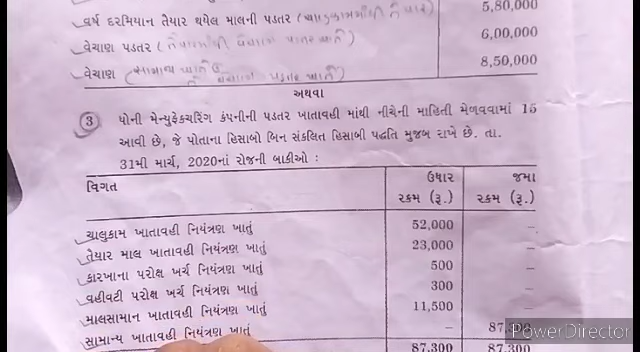 વર્ષ દરમિયાન તૈયાર થયેલ માલની પડતર 5,80,000
વેચાણ પડતર 6,00,000
વેચાણ 8,50,000
અથવા
3 પોની મેન્યુફેકચરિંગ કંપનીની પડતર ખાતાવહી માંથી નીચેની માહિતી મેળવવામાં 15
આવી છે, જે પોતાના હિસાબો બિન સંકલિત હિસાબી પદ્ધતિ મુજબ રાખે છે. તા.
31મી માર્ચ, 2020નાં રોજની બાકીઓ :
વિગત ઉધાર જમા
રકમ (રૂ.) રકમ (રૂ.)
ચાલુકામ ખાતાવહી નિયંત્રણ ખાતું 52,000 –
તૈયાર માલ ખાતાવહી નિયંત્રણ ખાતું 23,000 –
કારખાના પરોક્ષ ખર્ચ નિયંત્રણ ખાતું 500 –
વહીવટી પરોક્ષ ખર્ચ નિયંત્રણ ખાતું 300 –
માલસામાન ખાતાવહી નિયંત્રણ ખાતું 11,500 –
સામાન્ય ખાતાવહી નિયંત્રણ ખાતું – 87,300
87,300 87,300
PowerDirector